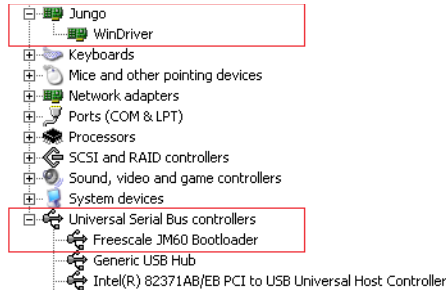 Jungo
WinDriver
Keyboards
Mice and other pointing devices
Network adapters
Ports (COM & LPT)
Processors
SCSI and RAID controllers
Sound, video and game controllers
System devices
Universal Serial Bus controllers
Freescale JM60 Bootloader
Generic USB Hub
Intel(R) 82371AB/EB PCI to USB Universal Host Controller